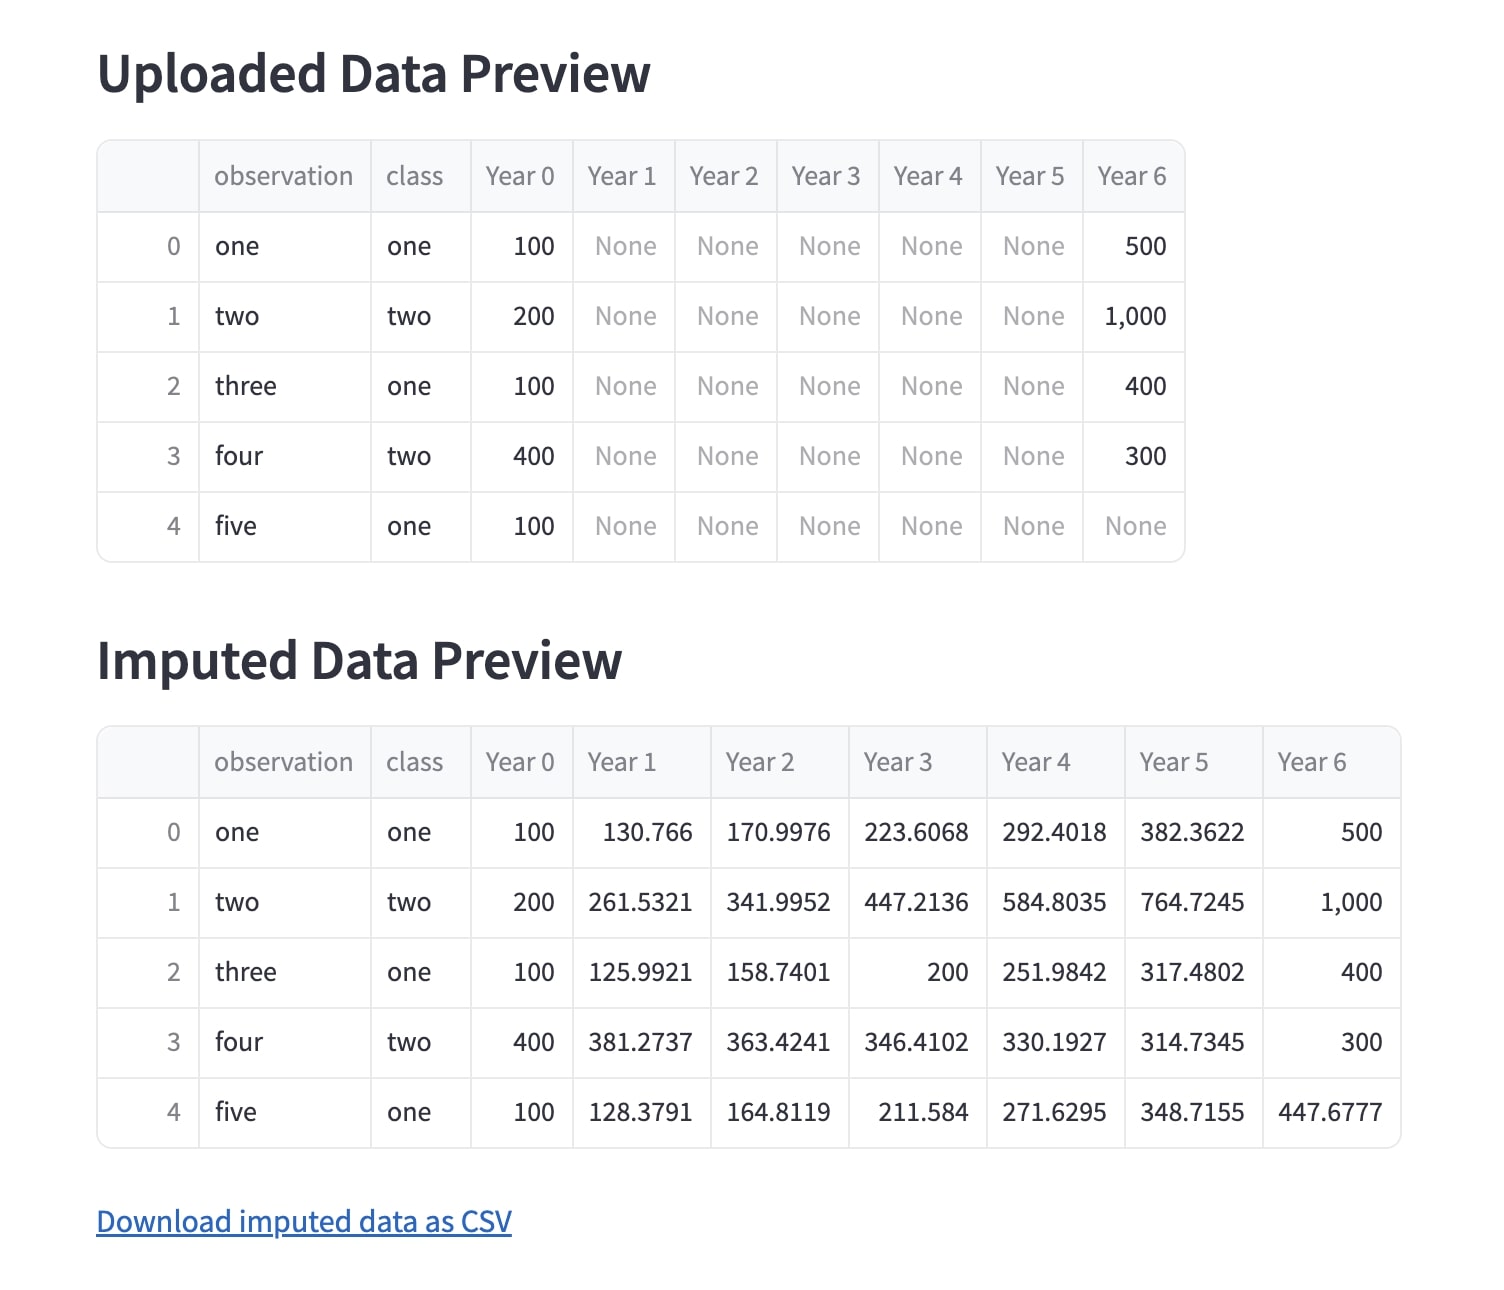 Uploaded Data Preview
observation class Year 0 Year 1 Year 2 Year 3 Year 4 Year 5 Year 6
0 one one 100 None None None None None 500
1 two two 200 None None None None None 1,000
2 three one 100 None None None None None 400
3 four two 400 None None None None None 300
4 five one 100 None None None None None None
Imputed Data Preview
observation class Year 0 Year 1 Year 2 Year 3 Year 4 Year 5 Year 6
0 one one 100 130.766 170.9976 223.6068 292.4018 382.3622 500
1 two two 200 261.5321 341.9952 447.2136 584.8035 764.7245 1,000
2 three one 100 125.9921 158.7401 200 251.9842 317.4802 400
3 four two 400 381.2737 363.4241 346.4102 330.1927 314.7345 300
4 five one 100 128.3791 164.8119 211.584 271.6295 348.7155 447.6777
Download imputed data as CSV